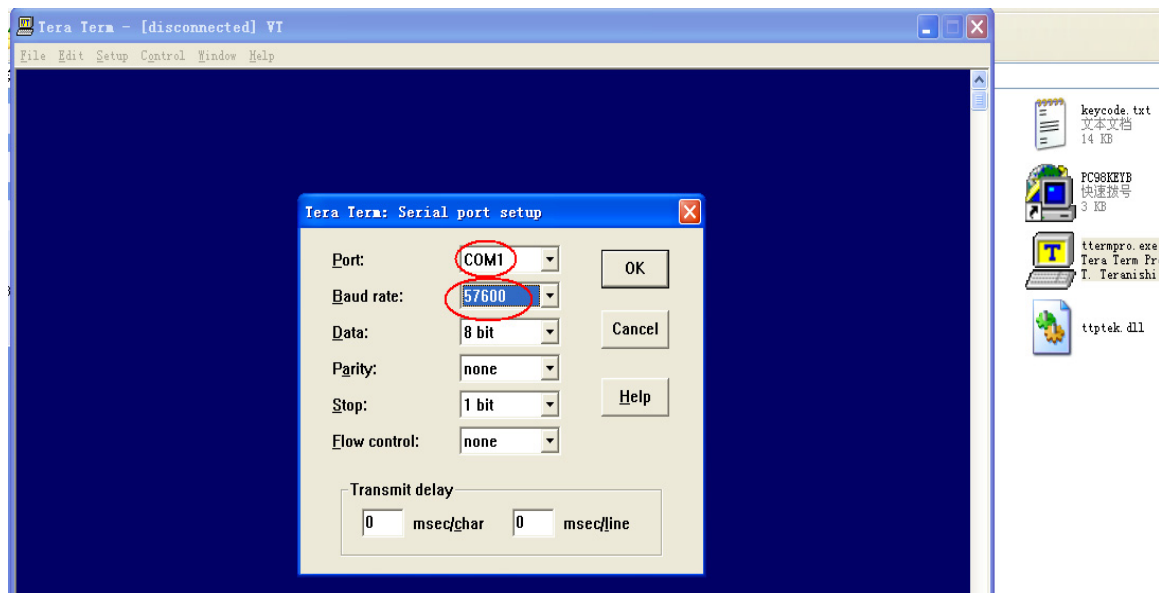 Tera Term - [disconnected] VT
File Edit Setup Control Window Help
Tera Term: Serial port setup
Port: COM1
OK
Baud rate: 57600
Data: 8 bit
Cancel
Parity: none
Stop: 1 bit
Help
Flow control: none
Transmit delay
0 msec/char 0 msec/line
keycode.txt
文本文档
14 KB
PC98KEYB
快速拨号
3 KB
ttermpro.exe
Tera Term Pr
T. Teranishi
ttptek.dll